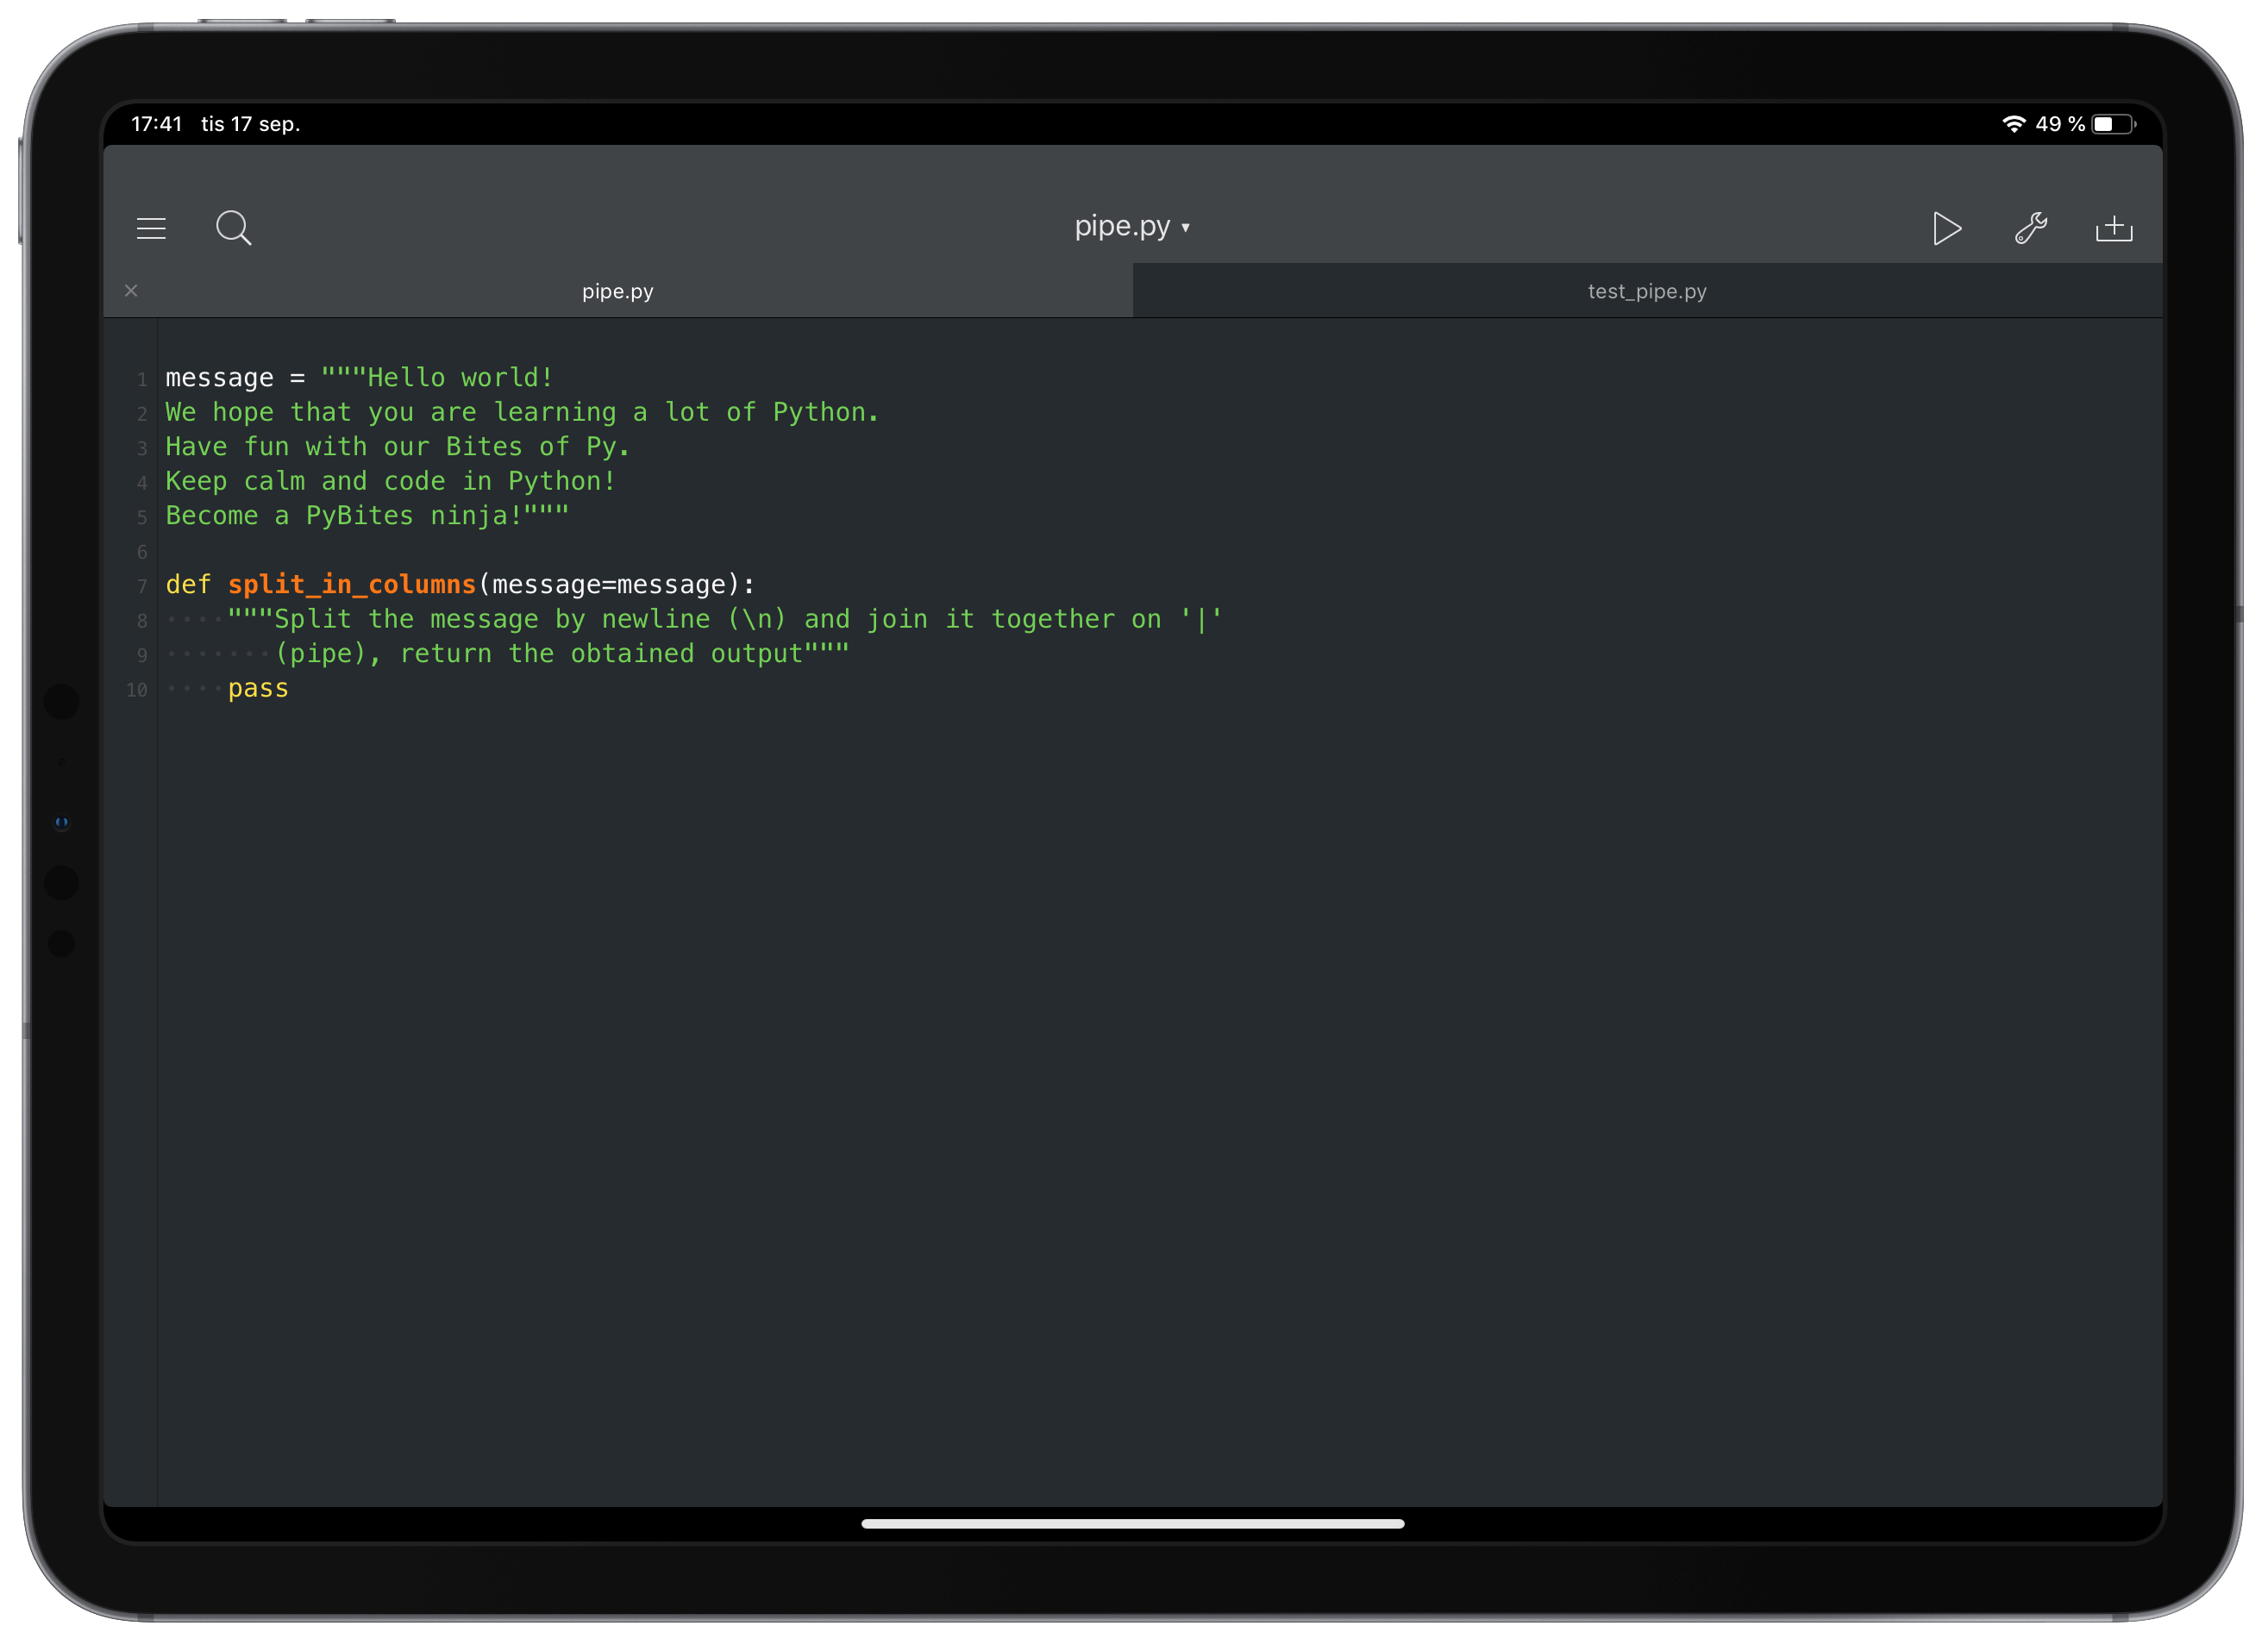 17:41 tis 17 sep.
49 %
pipe.py ▾
× pipe.py
test_pipe.py
1 message = """Hello world!
2 We hope that you are learning a lot of Python.
3 Have fun with our Bites of Py.
4 Keep calm and code in Python!
5 Become a PyBites ninja!"""
6
7 def split_in_columns(message=message):
8 ····"""Split the message by newline (\n) and join it together on '|'
9 ·······(pipe), return the obtained output"""
10 ····pass